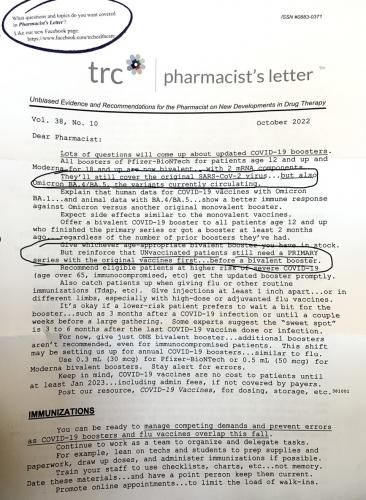 What questions and topics do you want covered
in Pharmacist's Letter?
Like our new Facebook page:
https://www.facebook.com/trchealthcare
ISSN #0883-0371
trc pharmacist's letter™
Unbiased Evidence and Recommendations for the Pharmacist on New Developments in Drug Therapy
Vol. 38, No. 10
October 2022
Dear Pharmacist:
Lots of questions will come up about updated COVID-19 boosters.
All boosters of Pfizer-BioNTech for patients age 12 and up and
Moderna for 18 and up are now bivalent...with 2 mRNA components.
They'll still cover the original SARS-CoV-2 virus...but also
Omicron BA.4/BA.5, the variants currently circulating.
Explain that human data for COVID-19 vaccines with Omicron
BA.1...and animal data with BA.4/BA.5...show a better immune response
against Omicron versus another original monovalent booster.
Expect side effects similar to the monovalent vaccines.
Offer a bivalent COVID-19 booster to all patients age 12 and up
who finished the primary series or got a booster at least 2 months
ago...regardless of the number of prior boosters they've had.
Give whichever age-appropriate bivalent booster you have in stock.
But reinforce that UNvaccinated patients still need a PRIMARY
series with the original vaccines first...before a bivalent booster.
Recommend eligible patients at higher risk of severe COVID-19
(age over 65, immunocompromised, etc) get the updated booster promptly.
Also catch patients up when giving flu or other routine
immunizations (Tdap, etc). Give injections at least 1 inch apart...or in
different limbs, especially with high-dose or adjuvanted flu vaccines.
It's okay if a lower-risk patient prefers to wait a bit for the
booster...such as 3 months after a COVID-19 infection or until a couple
weeks before a large gathering. Some experts suggest the "sweet spot"
is 3 to 6 months after the last COVID-19 vaccine dose or infection.
For now, give just ONE bivalent booster...additional boosters
aren't recommended, even for immunocompromised patients. This shift
may be setting us up for annual COVID-19 boosters...similar to flu.
Use 0.3 mL (30 mcg) for Pfizer-BioNTech or 0.5 mL (50 mcg) for
Moderna bivalent boosters. Stay alert for errors.
Keep in mind, COVID-19 vaccines are no cost to patients until
at least Jan 2023...including admin fees, if not covered by payers.
Post our resource, COVID-19 Vaccines, for dosing, storage, etc.381001
IMMUNIZATIONS
You can be ready to manage competing demands and prevent errors
as COVID-19 boosters and flu vaccines overlap this fall.
Continue to work as a team to organize and delegate tasks.
For example, lean on techs and students to prep supplies and
paperwork, draw up doses, and administer immunizations if possible.
Train your staff to use checklists, charts, etc...not memory.
Date these materials...and have a point person keep them current.
Promote online appointments...to limit the load of walk-ins.